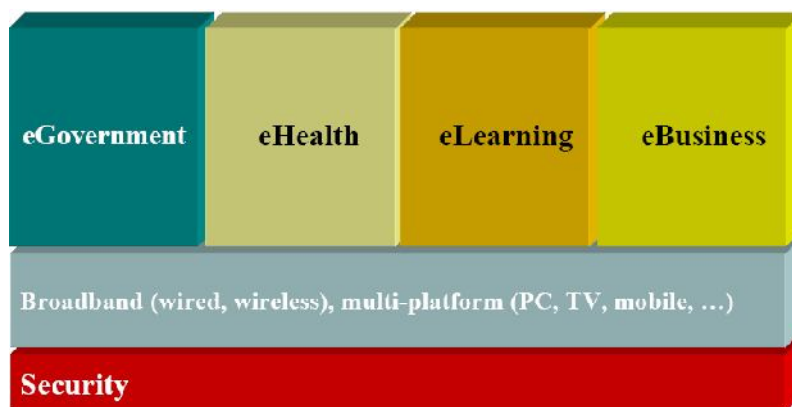 eGovernment
eHealth
eLearning
eBusiness
Broadband (wired, wireless), multi-platform (PC, TV, mobile, …)
Security